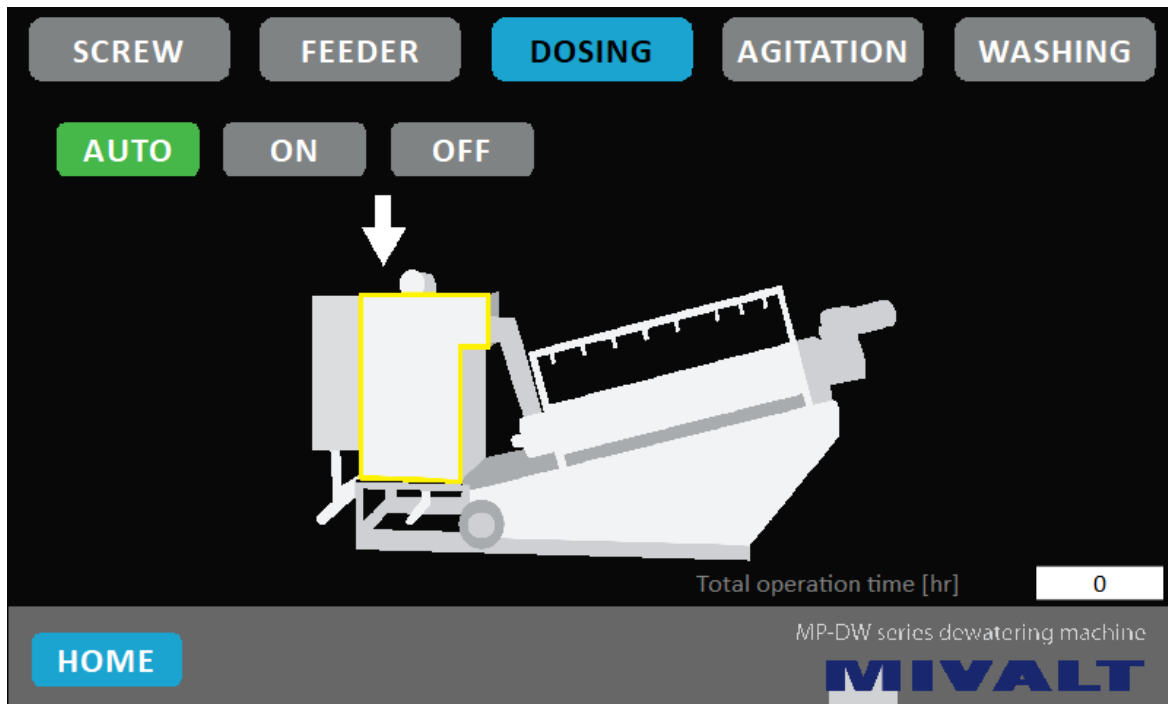 SCREW FEEDER DOSING AGITATION WASHING
AUTO ON OFF
Total operation time [hr] 0
MP-DW series dewatering machine
HOME
MIVALT